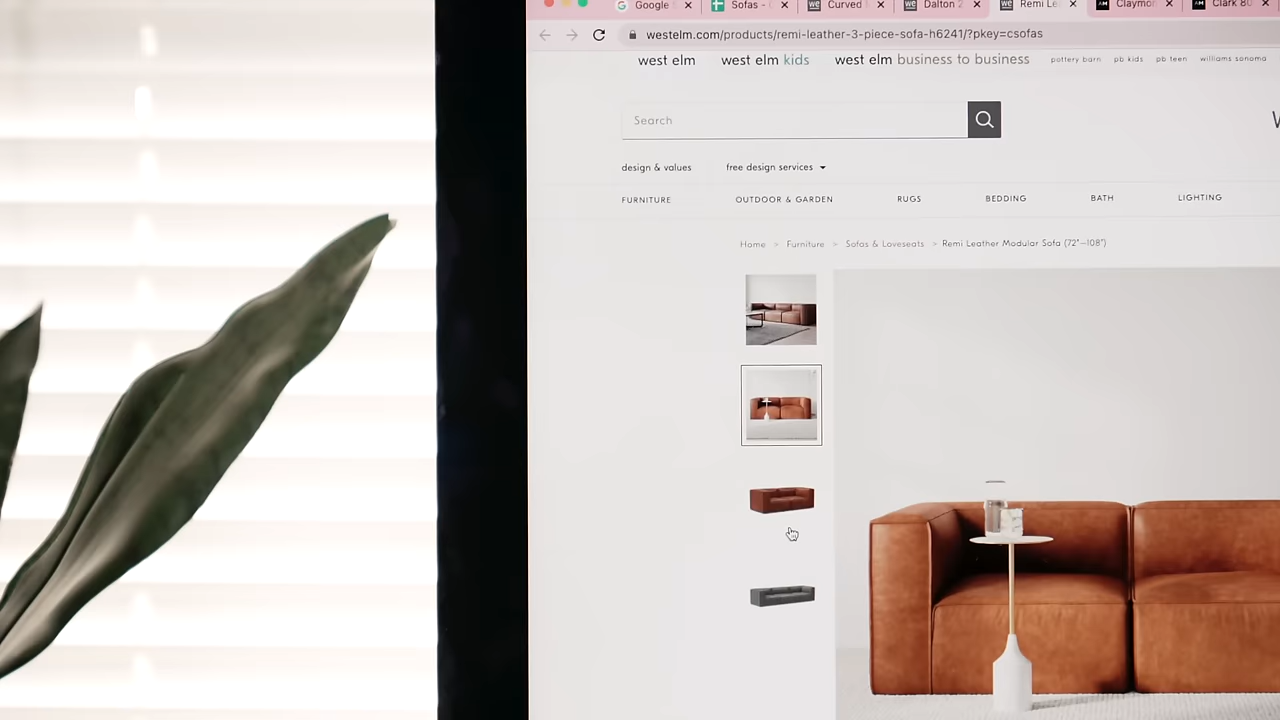 Google Sofas - Curved Dalton 2 Remi Le Claymor Clark 80
westelm.com/products/remi-leather-3-piece-sofa-h6241/?pkey=csofas
west elm west elm kids west elm business to business pottery barn pb kids pb teen williams sonoma
Search
design & values free design services
FURNITURE OUTDOOR & GARDEN RUGS BEDDING BATH LIGHTING
Home > Furniture > Sofas & Loveseats > Remi Leather Modular Sofa (72"–108")